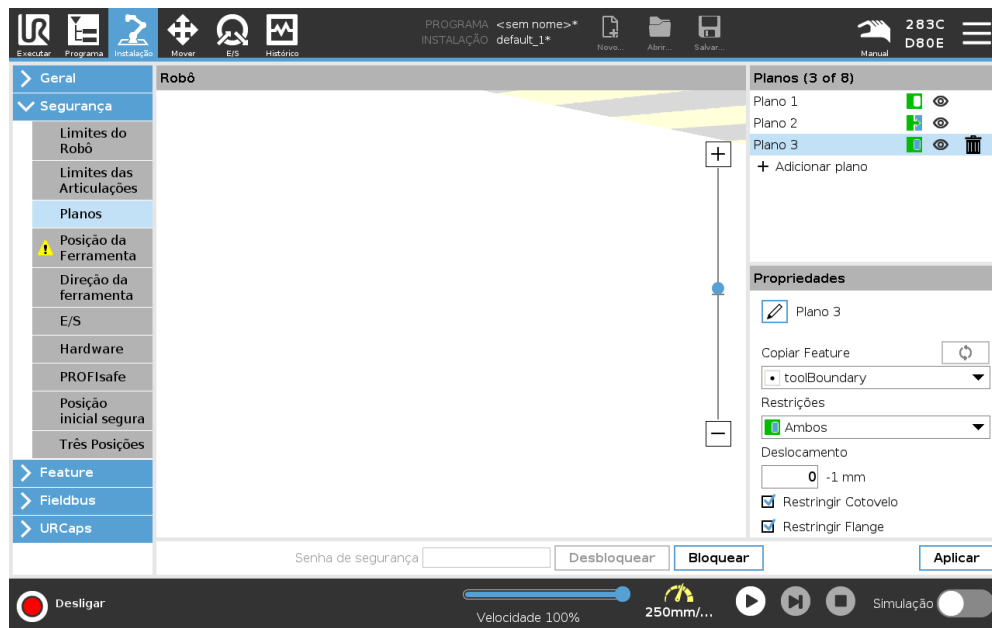 Executar
Programa
Instalação
Mover
E/S
Histórico
PROGRAMA <sem nome>*
INSTALAÇÃO default_1*
Novo...
Abrir...
Salvar...
Manual
283C
D80E
Geral
Segurança
Limites do
Robô
Limites das
Articulações
Planos
Posição da
Ferramenta
Direção da
ferramenta
E/S
Hardware
PROFIsafe
Posição
inicial segura
Três Posições
Feature
Fieldbus
URCaps
Robô
Planos (3 of 8)
Plano 1
Plano 2
Plano 3
Adicionar plano
Propriedades
Plano 3
Copiar Feature
toolBoundary
Restrições
Ambos
Deslocamento
0 -1 mm
Restringir Cotovelo
Restringir Flange
Senha de segurança
Desbloquear
Bloquear
Aplicar
Desligar
Velocidade 100%
250mm/...
Simulação